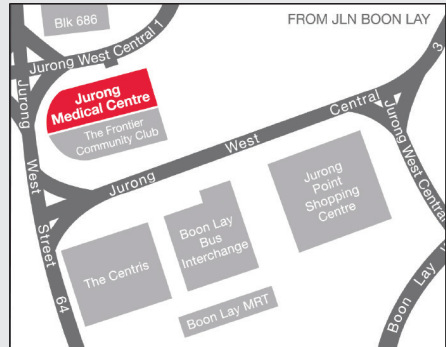 FROM JLN BOON LAY
Blk 686
Jurong West Central 1
3
Jurong
Medical Centre
The Frontier
Community Club
Jurong West Central
Jurong West Central
Jurong West Street 64
Jurong
Point
Shopping
Centre
Boon Lay
Bus
Interchange
The Centris
Boon Lay MRT
Boon Lay